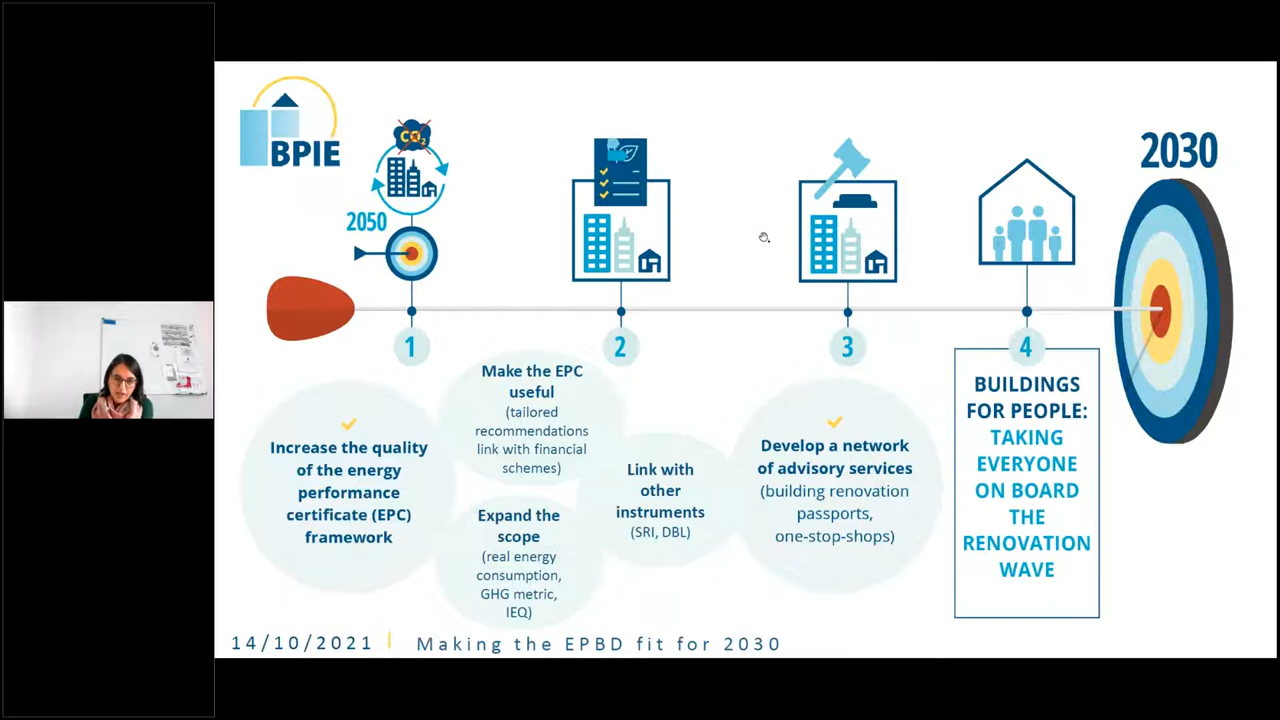 BPIE
CO2
2050
2030
1
2
3
4
Increase the quality
of the energy
performance
certificate (EPC)
framework
Make the EPC
useful
(tailored
recommendations
link with financial
schemes)
Expand the
scope
(real energy
consumption,
GHG metric,
IEQ)
Link with
other
instruments
(SRI, DBL)
Develop a network
of advisory services
(building renovation
passports,
one-stop-shops)
BUILDINGS
FOR PEOPLE:
TAKING
EVERYONE
ON BOARD
THE
RENOVATION
WAVE
14/10/2021 | Making the EPBD fit for 2030